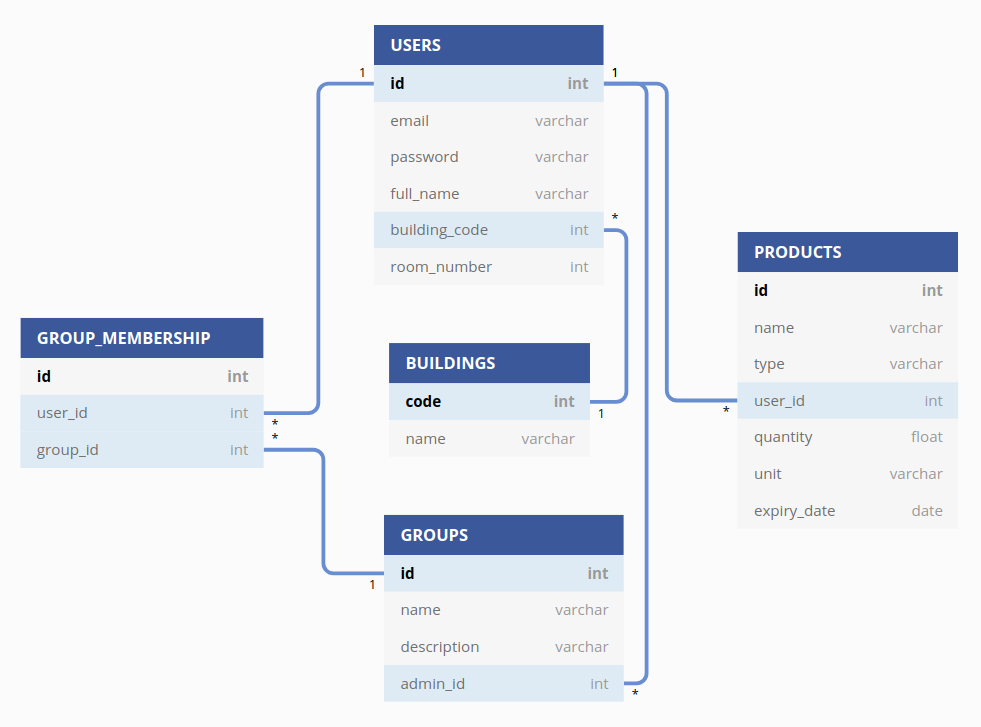 USERS
1
id int
1
email varchar
password varchar
full_name varchar
*
building_code int
room_number int
PRODUCTS
id int
name varchar
type varchar
user_id int
*
quantity float
unit varchar
expiry_date date
GROUP_MEMBERSHIP
id int
user_id int
*
*
group_id int
BUILDINGS
code int
1
name varchar
GROUPS
id int
1
name varchar
description varchar
admin_id int
*